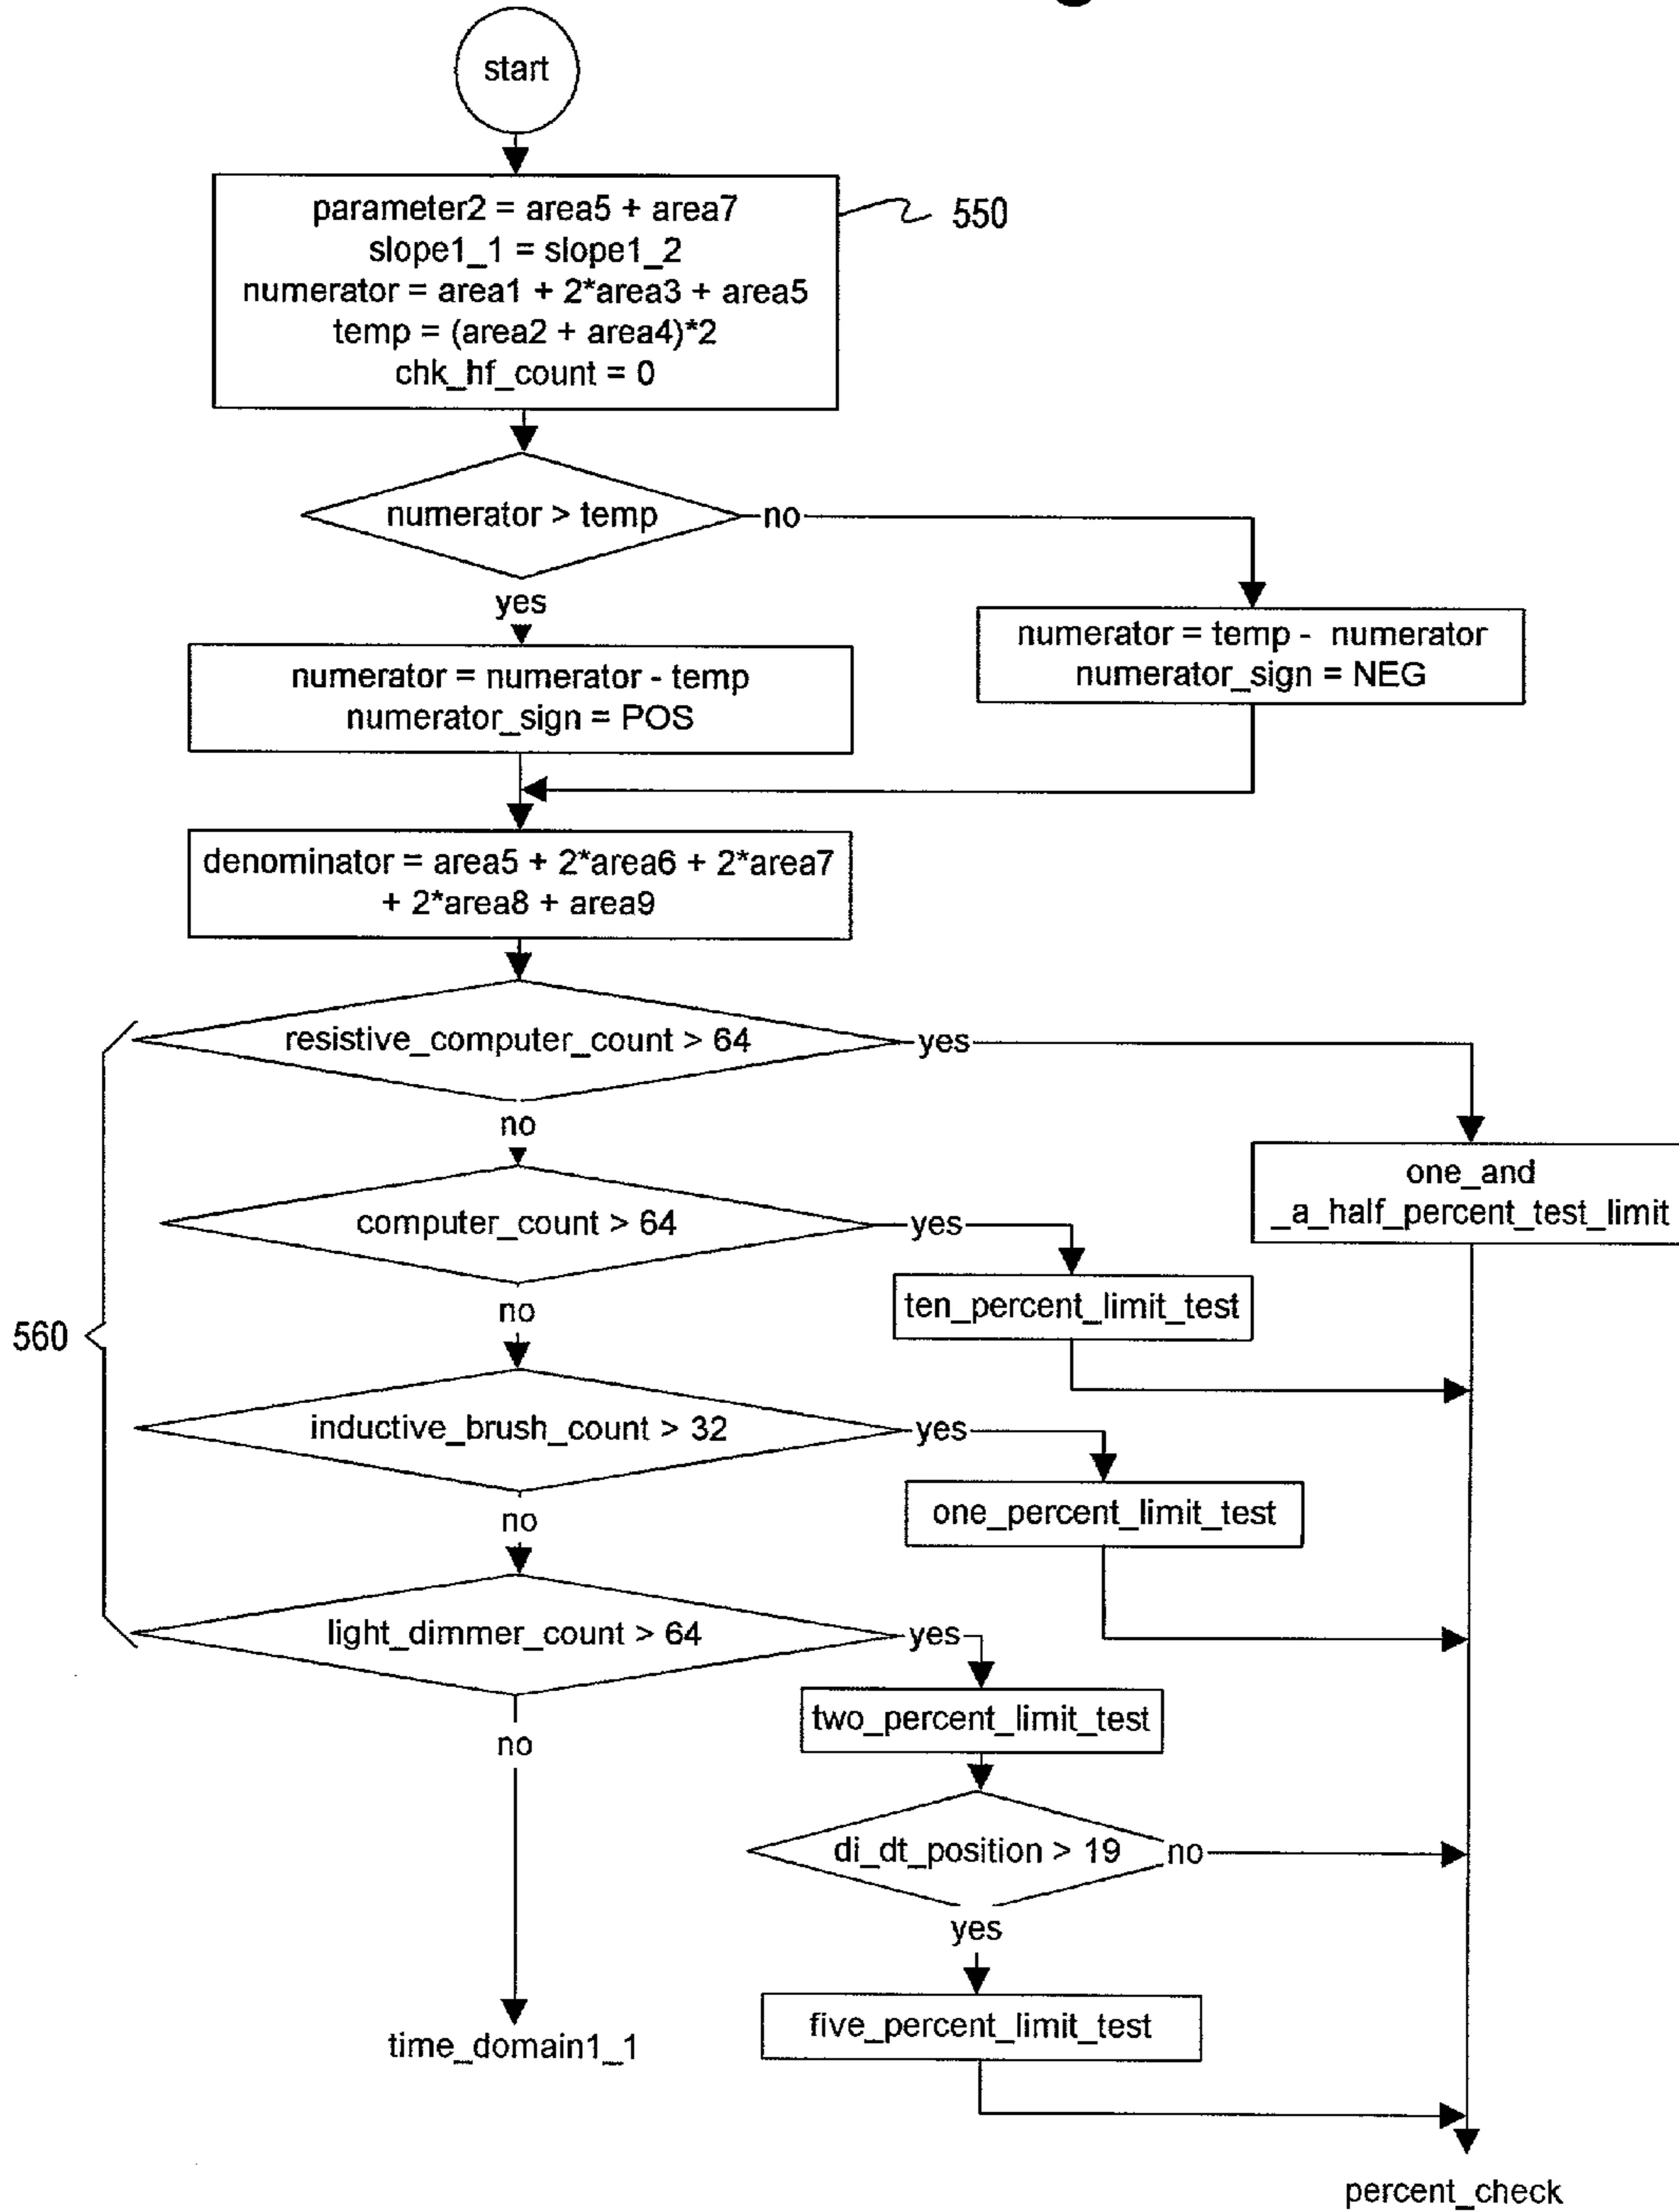 start
parameter2 = area5 + area7
slope1_1 = slope1_2
numerator = area1 + 2*area3 + area5
temp = (area2 + area4)*2
chk_hf_count = 0
550
numerator > temp
no
yes
numerator = temp - numerator
numerator_sign = NEG
numerator = numerator - temp
numerator_sign = POS
denominator = area5 + 2*area6 + 2*area7
+ 2*area8 + area9
resistive_computer_count > 64
yes
no
one_and
_a_half_percent_test_limit
computer_count > 64
yes
no
ten_percent_limit_test
560
inductive_brush_count > 32
yes
no
one_percent_limit_test
light_dimmer_count > 64
yes
no
two_percent_limit_test
di_dt_position > 19
no
yes
five_percent_limit_test
time_domain1_1
percent_check